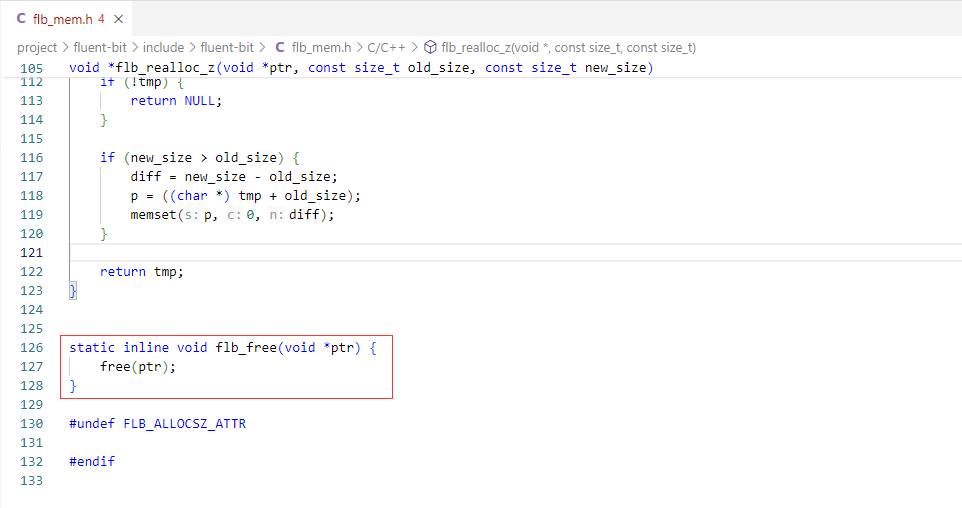 flb_mem.h 4 ×
project > fluent-bit > include > fluent-bit > C flb_mem.h > C/C++ > flb_realloc_z(void *, const size_t, const size_t)
105 void *flb_realloc_z(void *ptr, const size_t old_size, const size_t new_size)
112 if (!tmp) {
113 return NULL;
114 }
115
116 if (new_size > old_size) {
117 diff = new_size - old_size;
118 p = ((char *) tmp + old_size);
119 memset(s: p, c: 0, n: diff);
120 }
121
122 return tmp;
123 }
124
125
126 static inline void flb_free(void *ptr) {
127 free(ptr);
128 }
129
130 #undef FLB_ALLOCSZ_ATTR
131
132 #endif
133